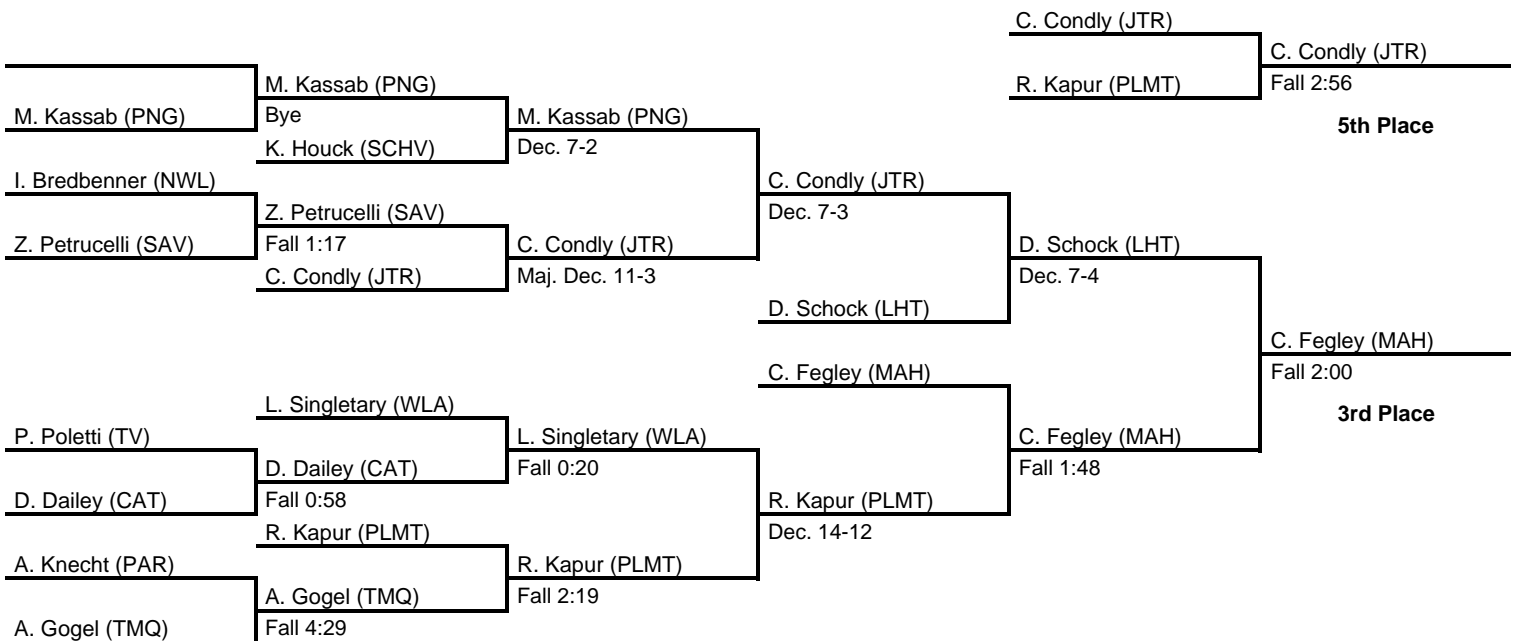 C. Condly (JTR)
C. Condly (JTR)
M. Kassab (PNG)
R. Kapur (PLMT)
Fall 2:56
M. Kassab (PNG)
Bye
M. Kassab (PNG)
5th Place
K. Houck (SCHV)
Dec. 7-2
I. Bredbenner (NWL)
C. Condly (JTR)
Z. Petrucelli (SAV)
Dec. 7-3
Z. Petrucelli (SAV)
Fall 1:17
C. Condly (JTR)
D. Schock (LHT)
C. Condly (JTR)
Maj. Dec. 11-3
Dec. 7-4
D. Schock (LHT)
C. Fegley (MAH)
C. Fegley (MAH)
Fall 2:00
L. Singletary (WLA)
3rd Place
P. Poletti (TV)
L. Singletary (WLA)
C. Fegley (MAH)
D. Dailey (CAT)
Fall 0:20
Fall 1:48
D. Dailey (CAT)
Fall 0:58
R. Kapur (PLMT)
R. Kapur (PLMT)
Dec. 14-12
A. Knecht (PAR)
R. Kapur (PLMT)
A. Gogel (TMQ)
Fall 2:19
A. Gogel (TMQ)
Fall 4:29